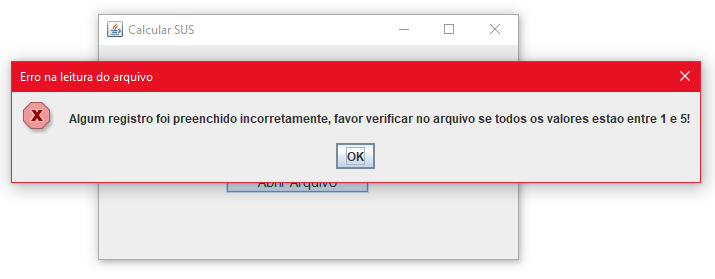 Calcular SUS
Erro na leitura do arquivo
Algum registro foi preenchido incorretamente, favor verificar no arquivo se todos os valores estao entre 1 e 5!
OK
Abrir Arquivo